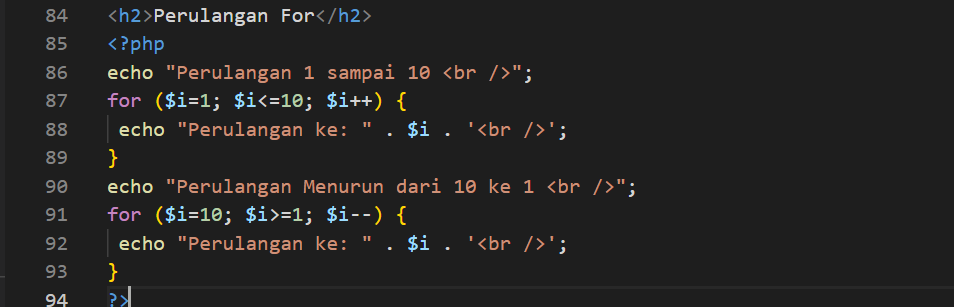 84 <h2>Perulangan For</h2>
85 <?php
86 echo "Perulangan 1 sampai 10 <br />";
87 for ($i=1; $i<=10; $i++) {
88 echo "Perulangan ke: " . $i . '<br />';
89 }
90 echo "Perulangan Menurun dari 10 ke 1 <br />";
91 for ($i=10; $i>=1; $i--) {
92 echo "Perulangan ke: " . $i . '<br />';
93 }
94 ?>